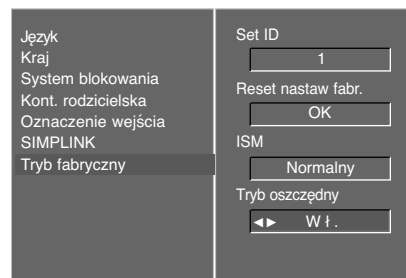 Język
Kraj
System blokowania
Kont. rodzicielska
Oznaczenie wejścia
SIMPLINK
Tryb fabryczny
Set ID
1
Reset nastaw fabr.
OK
ISM
Normalny
Tryb oszczędny
◄► Wł.